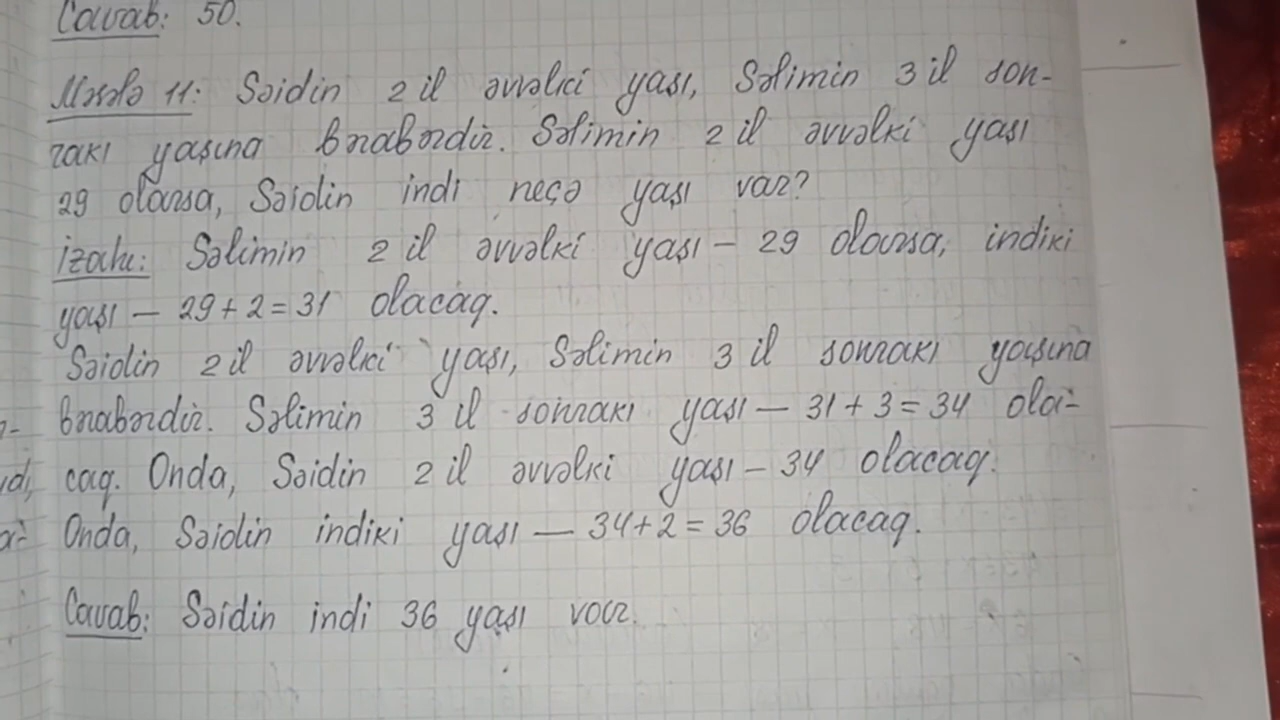 Cavab: 50.
Məsələ 11: Səidin 2 il əvvəlki yaşı, Səlimin 3 il son-
rakı yaşına bərabərdir. Səlimin 2 il əvvəlki yaşı
29 olarsa, Səidin indi neçə yaşı var?
İzahı: Səlimin 2 il əvvəlki yaşı – 29 olarsa, indiki
yaşı – 29 + 2 = 31 olacaq.
Səidin 2 il əvvəlki yaşı, Səlimin 3 il sonrakı yaşına
bərabərdir. Səlimin 3 il sonrakı yaşı – 31 + 3 = 34 ola-
caq. Onda, Səidin 2 il əvvəlki yaşı – 34 olacaq.
Onda, Səidin indiki yaşı – 34 + 2 = 36 olacaq.
Cavab: Səidin indi 36 yaşı var.